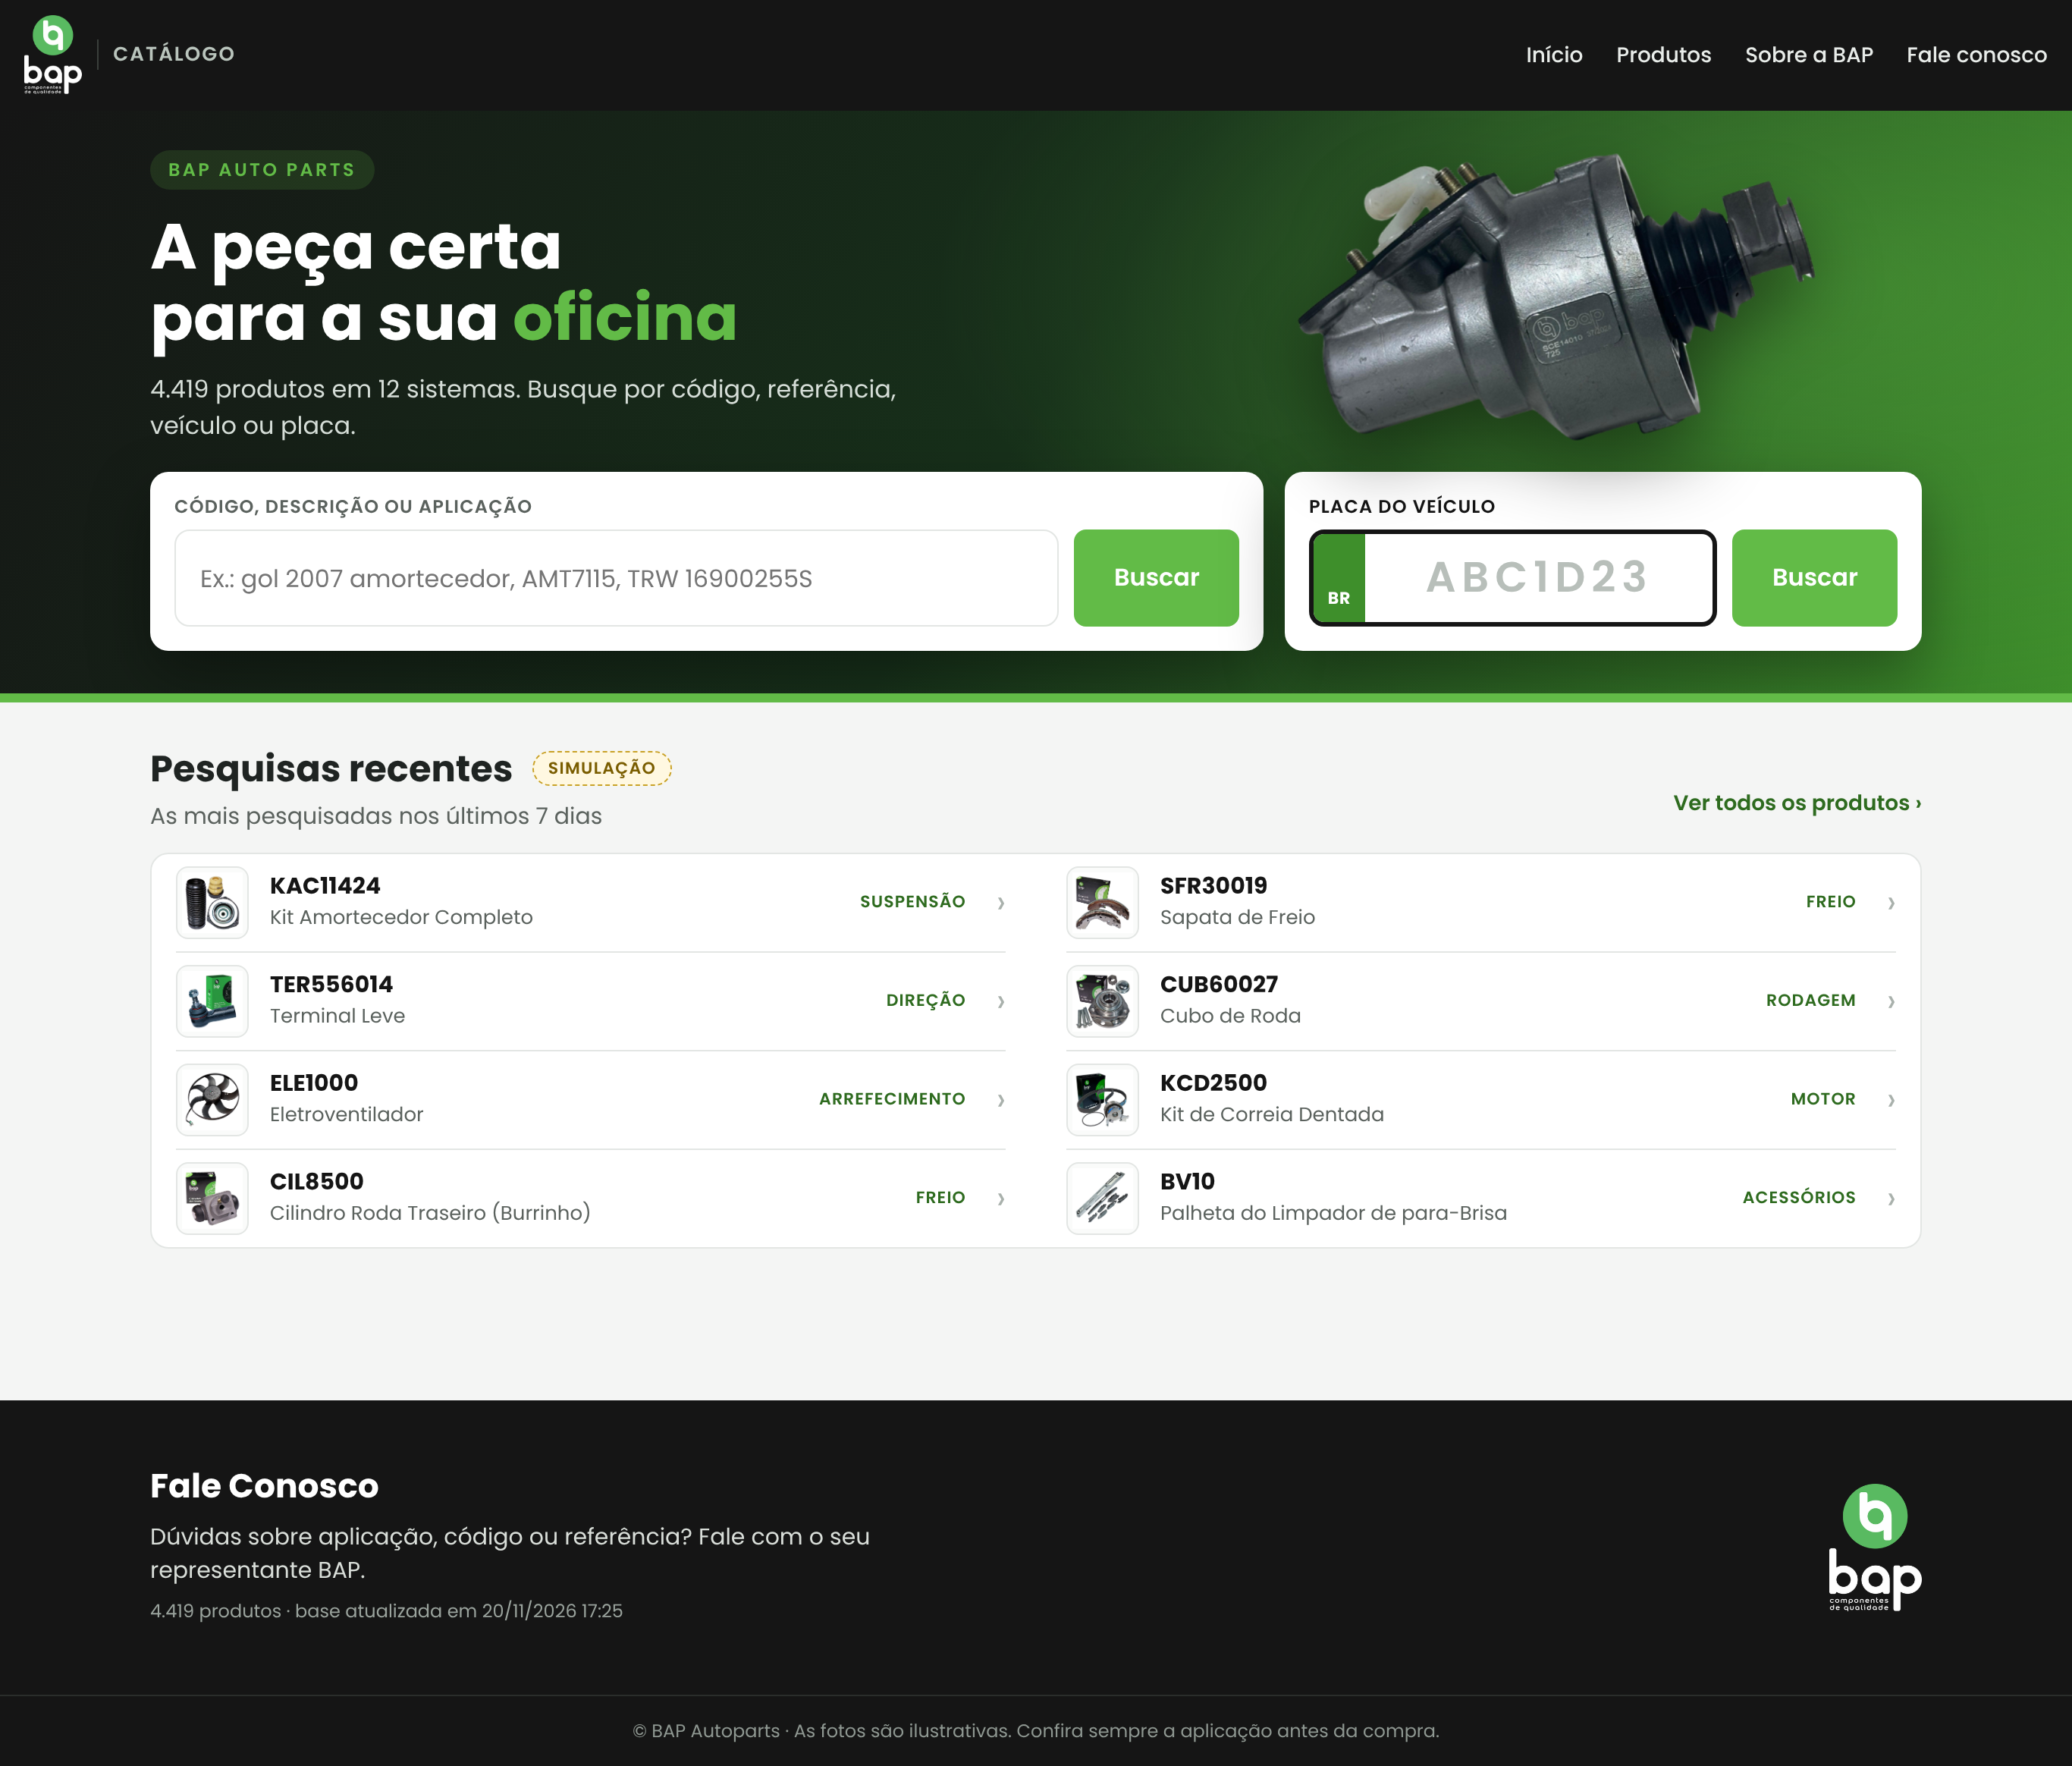 bap
componentes
de qualidade
CATÁLOGO
Início Produtos Sobre a BAP Fale conosco
BAP AUTO PARTS
A peça certa
para a sua oficina
4.419 produtos em 12 sistemas. Busque por código, referência,
veículo ou placa.
bap
SCE14010
725
CÓDIGO, DESCRIÇÃO OU APLICAÇÃO
Ex.: gol 2007 amortecedor, AMT7115, TRW 16900255S
Buscar
PLACA DO VEÍCULO
BR
ABC1D23
Buscar
Pesquisas recentes
SIMULAÇÃO
As mais pesquisadas nos últimos 7 dias
Ver todos os produtos ›
KAC11424
Kit Amortecedor Completo
SUSPENSÃO ›
SFR30019
Sapata de Freio
FREIO ›
TER556014
Terminal Leve
DIREÇÃO ›
CUB60027
Cubo de Roda
RODAGEM ›
ELE1000
Eletroventilador
ARREFECIMENTO ›
KCD2500
Kit de Correia Dentada
MOTOR ›
CIL8500
Cilindro Roda Traseiro (Burrinho)
FREIO ›
BV10
Palheta do Limpador de para-Brisa
ACESSÓRIOS ›
Fale Conosco
Dúvidas sobre aplicação, código ou referência? Fale com o seu
representante BAP.
4.419 produtos · base atualizada em 20/11/2026 17:25
bap
componentes
de qualidade
© BAP Autoparts · As fotos são ilustrativas. Confira sempre a aplicação antes da compra.